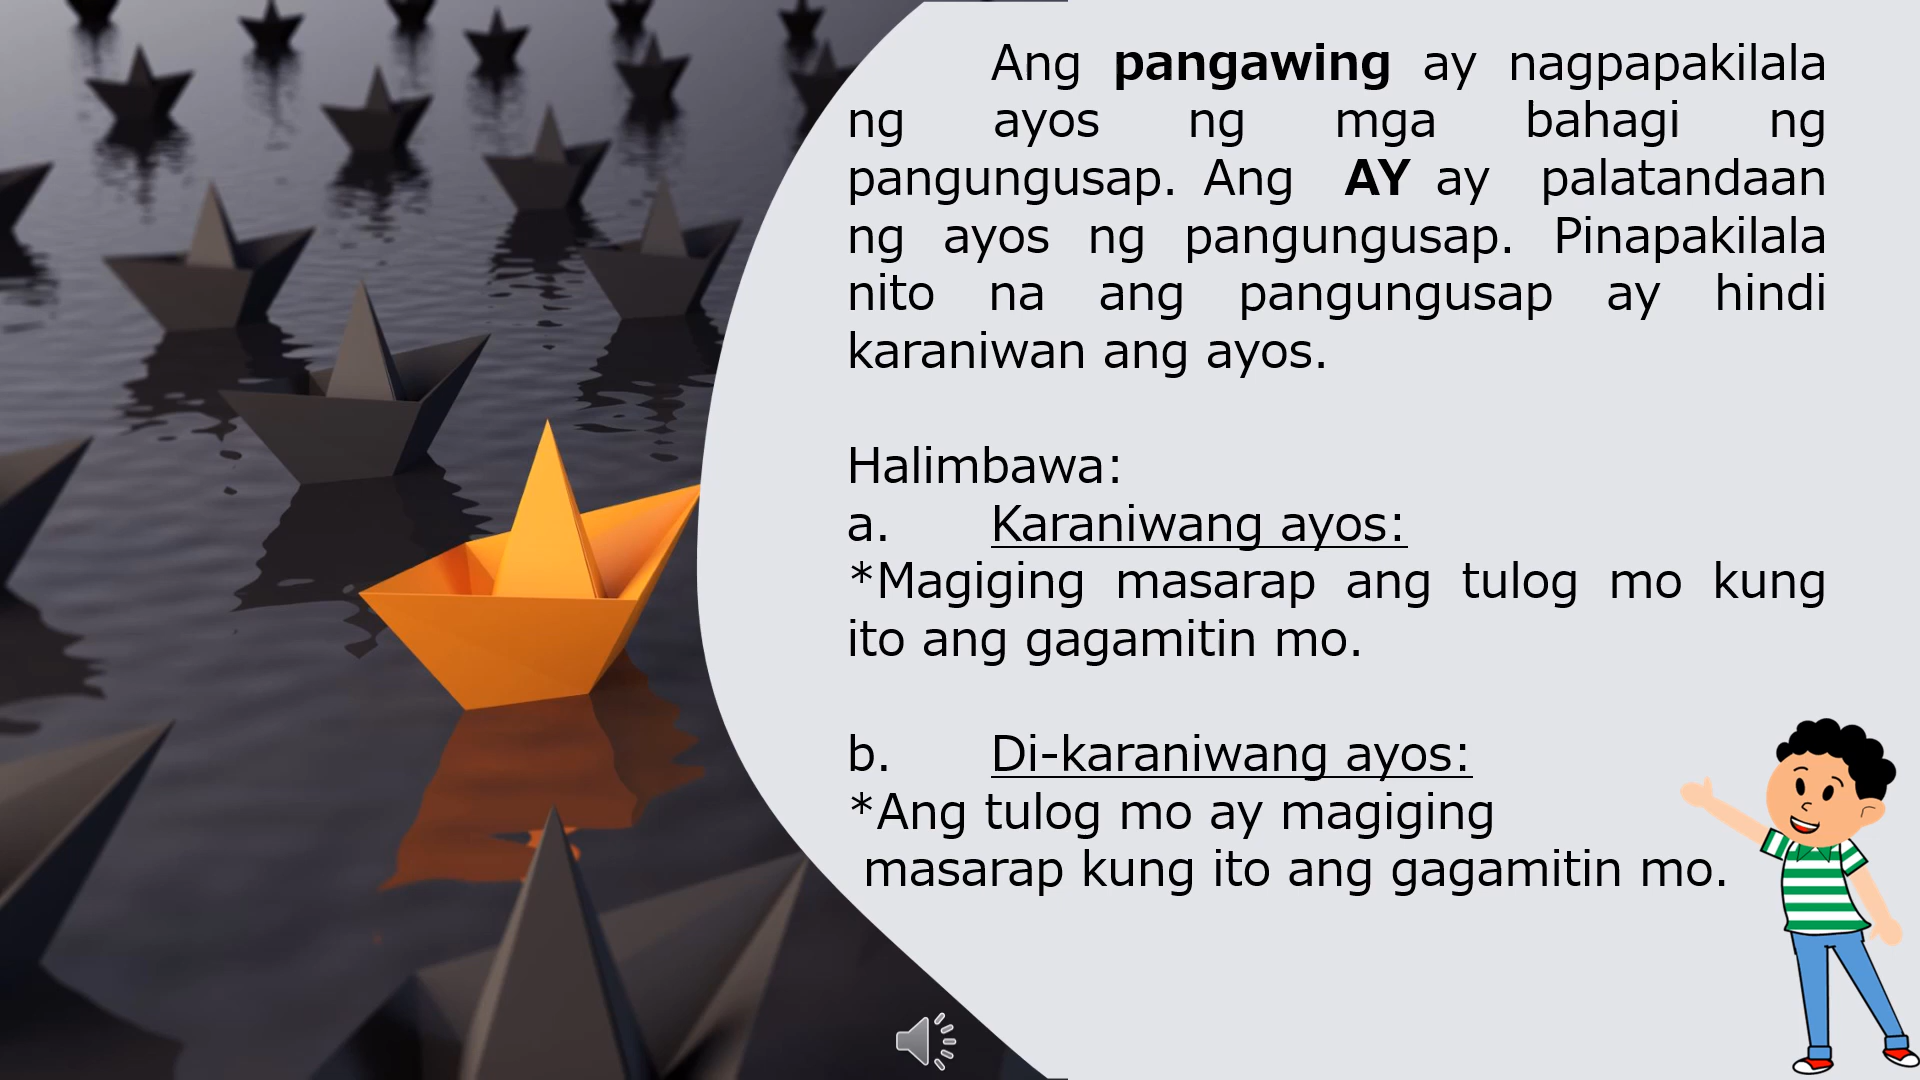 Ang pangawing ay nagpapakilala
ng ayos ng mga bahagi ng
pangungusap. Ang AY ay palatandaan
ng ayos ng pangungusap. Pinapakilala
nito na ang pangungusap ay hindi
karaniwan ang ayos.
Halimbawa:
a. Karaniwang ayos:
*Magiging masarap ang tulog mo kung
ito ang gagamitin mo.
b. Di-karaniwang ayos:
*Ang tulog mo ay magiging
masarap kung ito ang gagamitin mo.